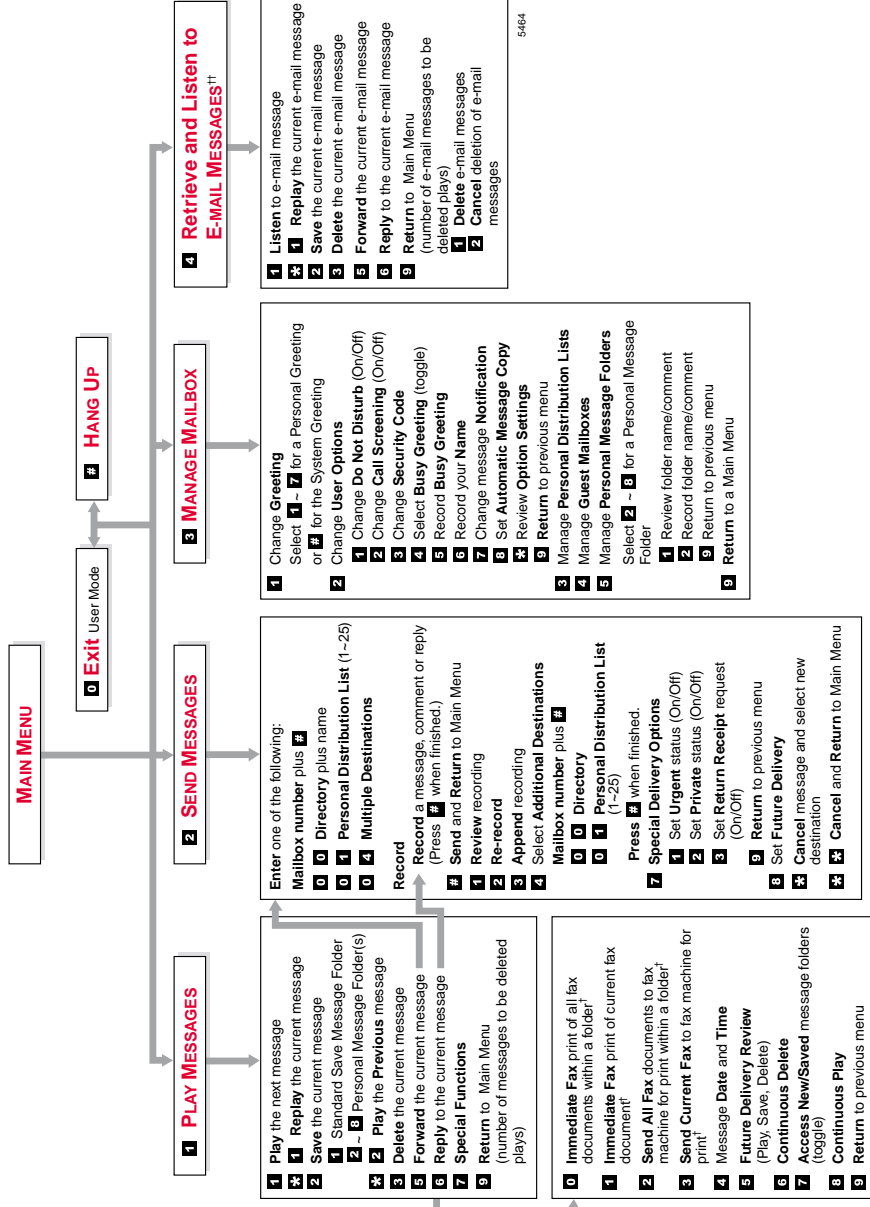 MAIN MENU
0 Exit User Mode
# HANG UP
1 PLAY MESSAGES
1 Play the next message
* 1 Replay the current message
2 Save the current message
1 Standard Save Message Folder
2 ~ 8 Personal Message Folder(s)
* 2 Play the Previous message
3 Delete the current message
5 Forward the current message
6 Reply to the current message
7 Special Functions
9 Return to Main Menu
(number of messages to be deleted
plays)
0 Immediate Fax print of all fax
documents within a folder†
1 Immediate Fax print of current fax
document†
2 Send All Fax documents to fax
machine for print within a folder†
3 Send Current Fax to fax machine for
print†
4 Message Date and Time
5 Future Delivery Review
(Play, Save, Delete)
6 Continuous Delete
7 Access New/Saved message folders
(toggle)
8 Continuous Play
9 Return to previous menu
2 SEND MESSAGES
Enter one of the following:
Mailbox number plus #
0 0 Directory plus name
0 1 Personal Distribution List (1~25)
0 4 Multiple Destinations
Record
Record a message, comment or reply
(Press # when finished.)
# Send and Return to Main Menu
1 Review recording
2 Re-record
3 Append recording
4 Select Additional Destinations
Mailbox number plus #
0 0 Directory
0 1 Personal Distribution List
(1~25)
Press # when finished.
7 Special Delivery Options
1 Set Urgent status (On/Off)
2 Set Private status (On/Off)
3 Set Return Receipt request
(On/Off)
9 Return to previous menu
8 Set Future Delivery
* Cancel message and select new
destination
* * Cancel and Return to Main Menu
3 MANAGE MAILBOX
1 Change Greeting
Select 1 ~ 7 for a Personal Greeting
or # for the System Greeting
2 Change User Options
1 Change Do Not Disturb (On/Off)
2 Change Call Screening (On/Off)
3 Change Security Code
4 Select Busy Greeting (toggle)
5 Record Busy Greeting
6 Record your Name
7 Change message Notification
8 Set Automatic Message Copy
* Review Option Settings
9 Return to previous menu
3 Manage Personal Distribution Lists
4 Manage Guest Mailboxes
5 Manage Personal Message Folders
Select 2 ~ 8 for a Personal Message
Folder
1 Review folder name/comment
2 Record folder name/comment
9 Return to previous menu
9 Return to a Main Menu
4 Retrieve and Listen to
E-MAIL MESSAGES††
1 Listen to e-mail message
* 1 Replay the current e-mail message
2 Save the current e-mail message
3 Delete the current e-mail message
5 Forward the current e-mail message
6 Reply to the current e-mail message
9 Return to Main Menu
(number of e-mail messages to be
deleted plays)
1 Delete e-mail messages
2 Cancel deletion of e-mail
messages
5464